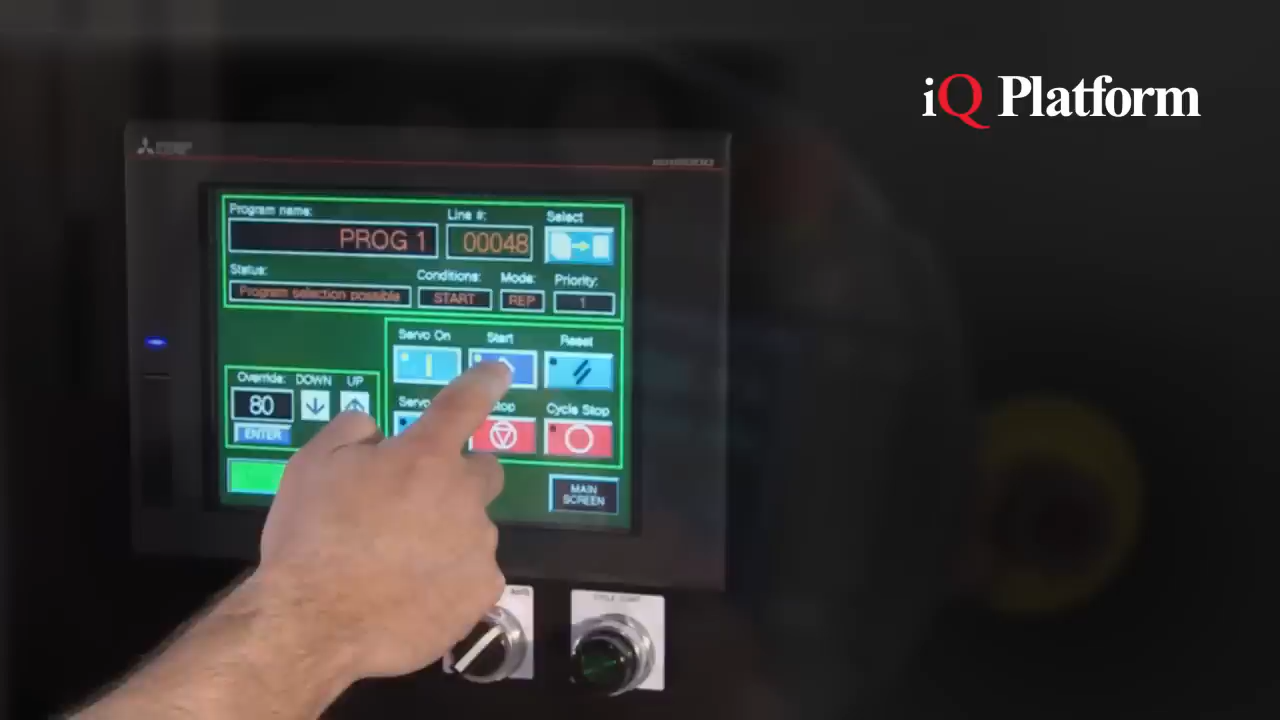 iQ Platform
Program name:
Line #:
Select
PROG 1
00048
Status:
Conditions:
Mode:
Priority:
Program selection possible
START
REP
1
Servo On
Start
Reset
Override:
DOWN
UP
80
ENTER
Servo
Cycle Stop
MAIN
SCREEN